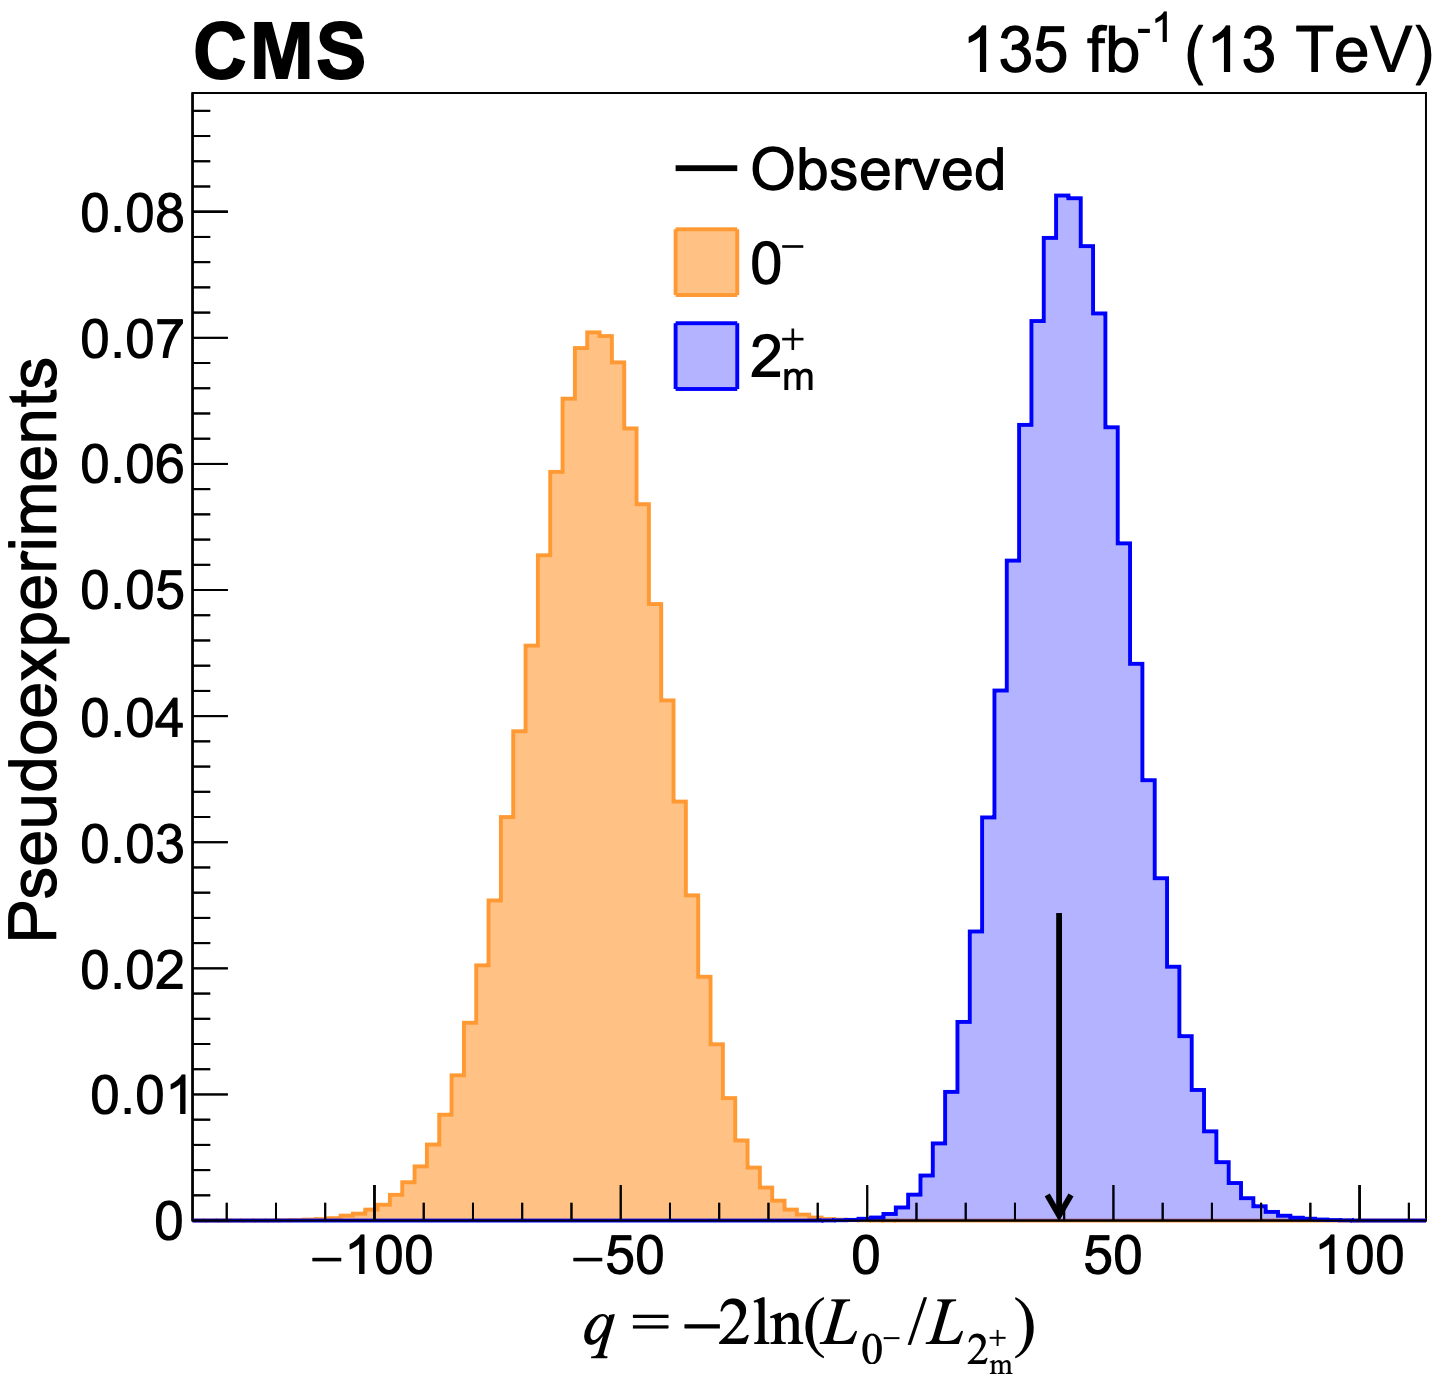 CMS 135 fb⁻¹ (13 TeV)
Observed
0⁻
2⁺ₘ
Pseudoexperiments
0.08
0.07
0.06
0.05
0.04
0.03
0.02
0.01
0
−100 −50 0 50 100
q = −2ln(L₀₋/L₂⁺ₘ)